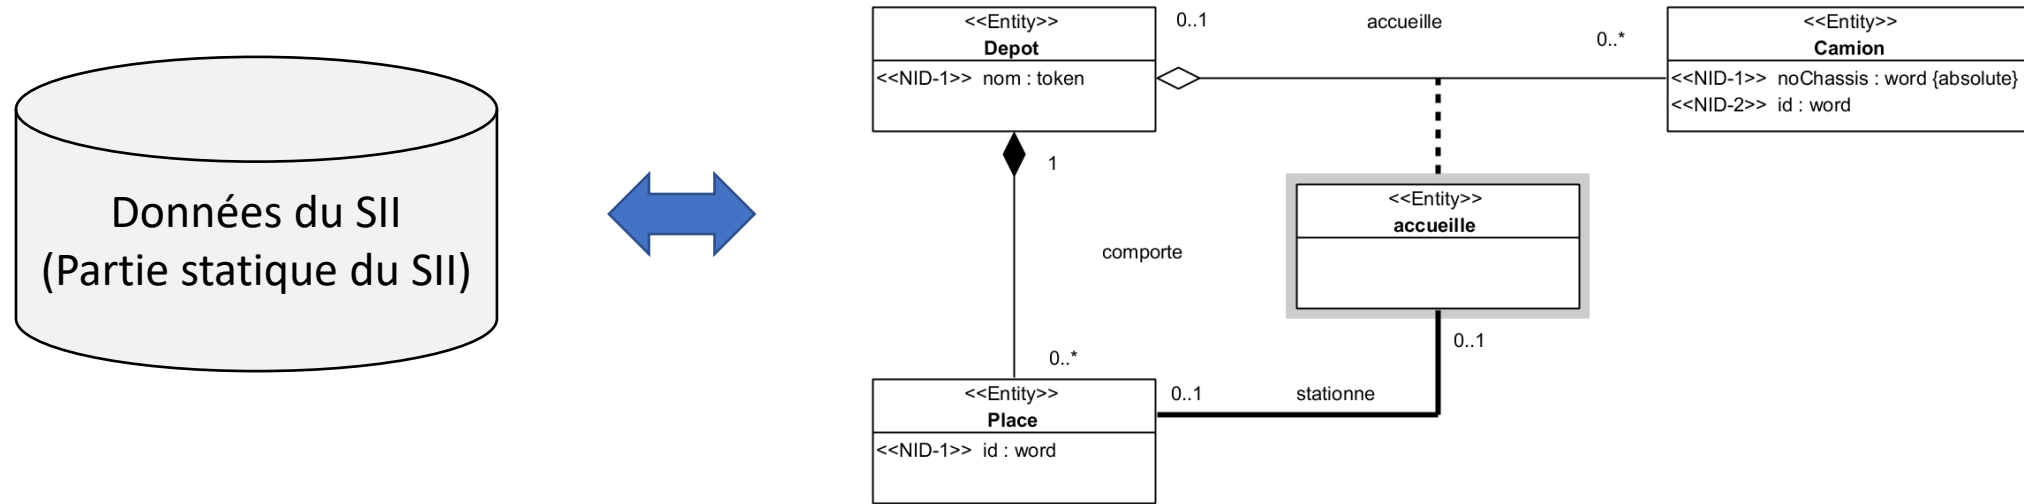 Données du SII
(Partie statique du SII)
<<Entity>>
Depot
<<NID-1>> nom : token
0..1
accueille
0..*
<<Entity>>
Camion
<<NID-1>> noChassis : word {absolute}
<<NID-2>> id : word
1
comporte
<<Entity>>
accueille
0..*
0..1
<<Entity>>
Place
<<NID-1>> id : word
0..1
stationne